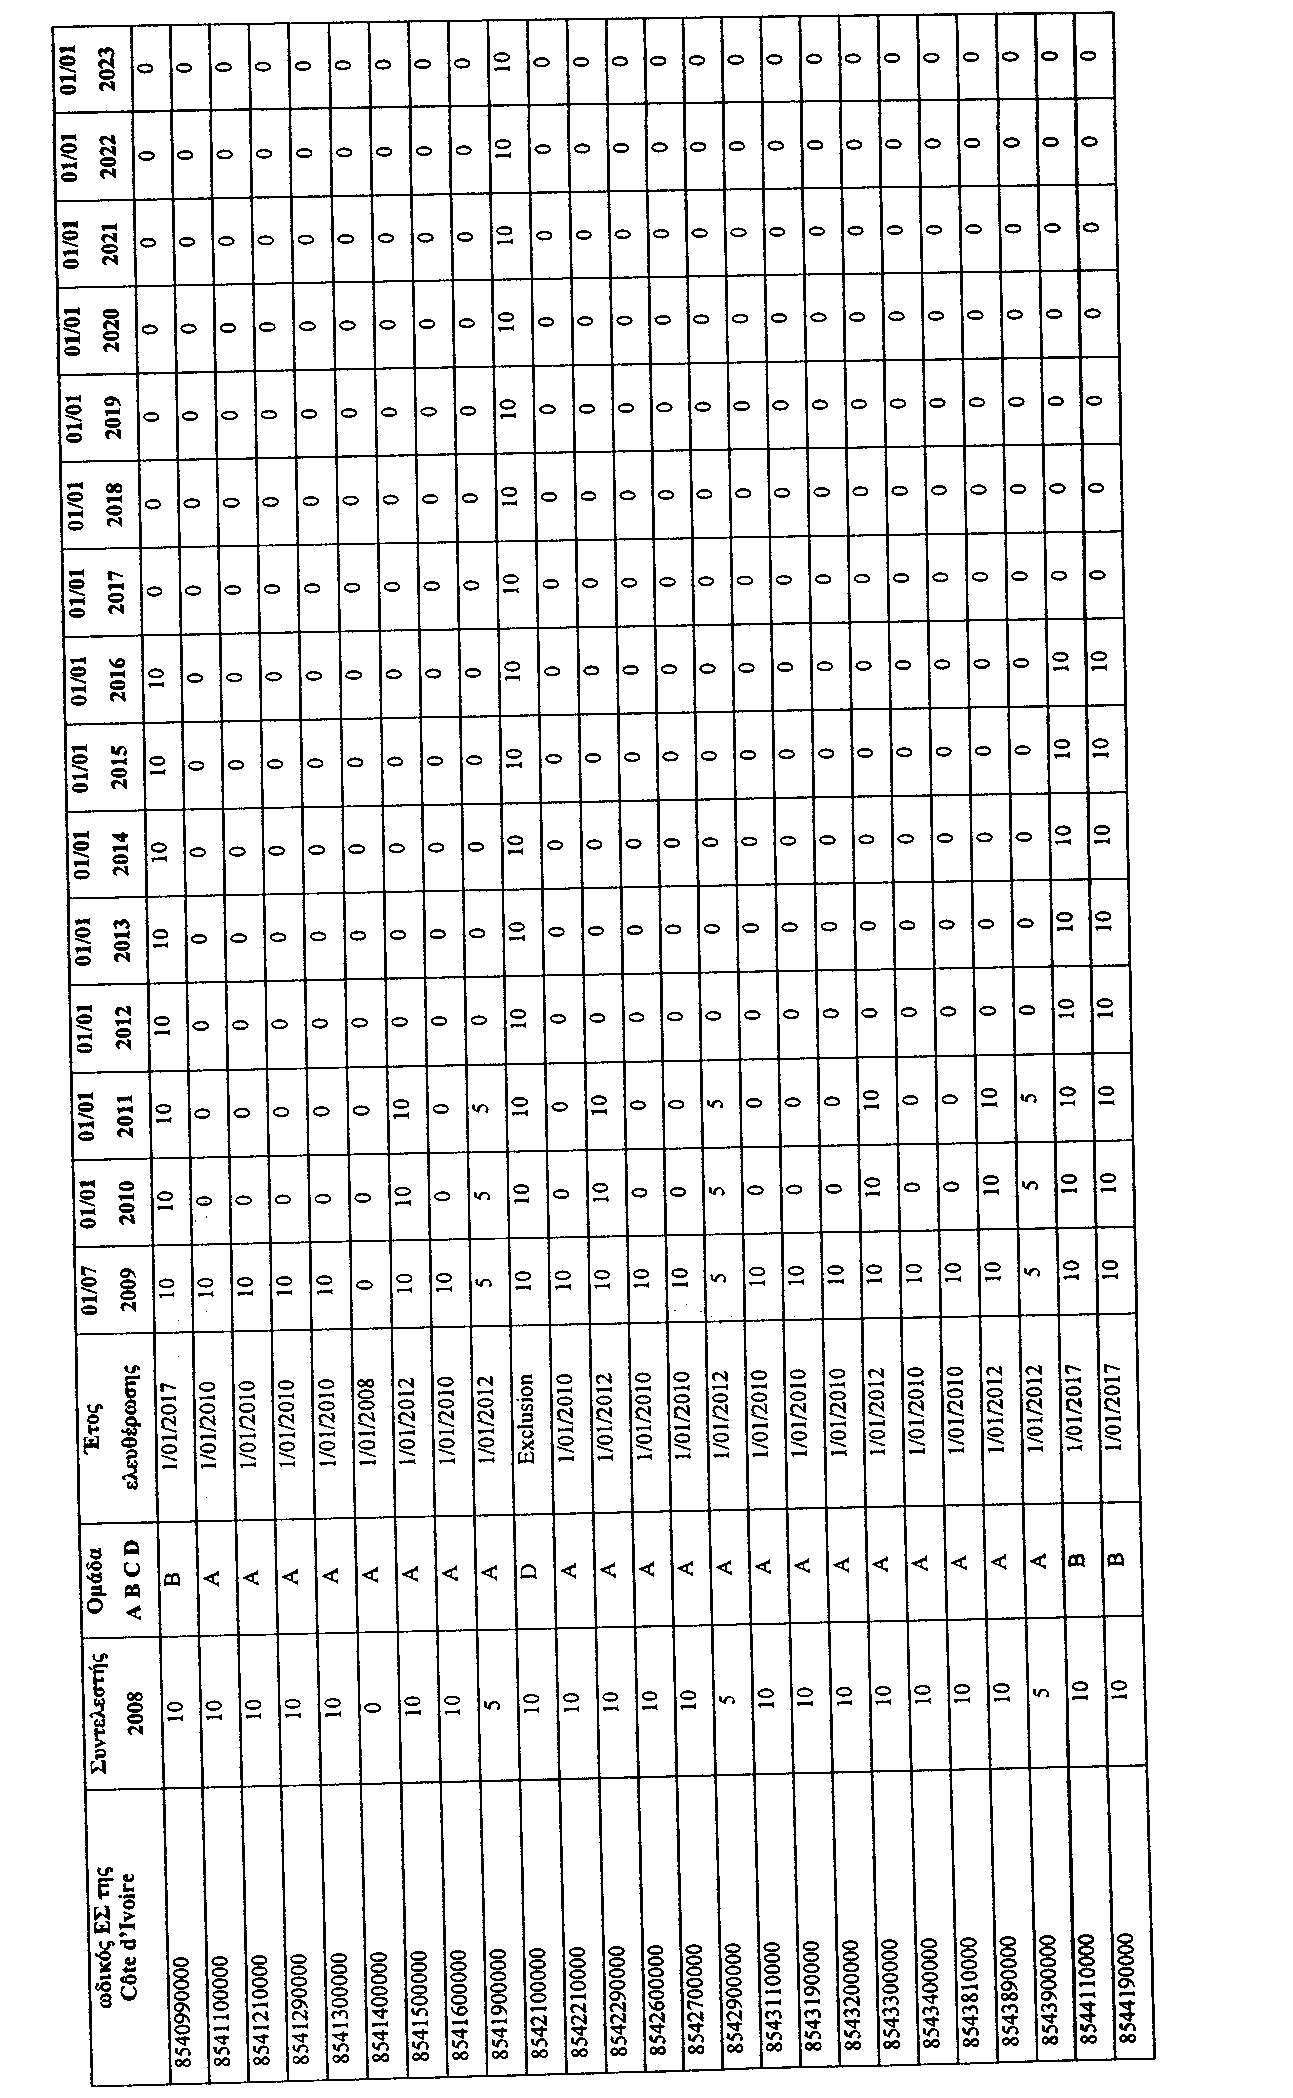 ωδικός ΕΣ της Côte d'Ivoire Συντελεστής 2008 Ομάδα A B C D Έτος ελευθέρωσης 01/07 2009 01/01 2010 01/01 2011 01/01 2012 01/01 2013 01/01 2014 01/01 2015 01/01 2016 01/01 2017 01/01 2018 01/01 2019 01/01 2020 01/01 2021 01/01 2022 01/01 2023
8540990000 10 B 1/01/2017 10 10 10 10 10 10 10 10 0 0 0 0 0 0 0
8541100000 10 A 1/01/2010 10 0 0 0 0 0 0 0 0 0 0 0 0 0 0
8541210000 10 A 1/01/2010 10 0 0 0 0 0 0 0 0 0 0 0 0 0 0
8541290000 10 A 1/01/2010 10 0 0 0 0 0 0 0 0 0 0 0 0 0 0
8541300000 10 A 1/01/2010 10 0 0 0 0 0 0 0 0 0 0 0 0 0 0
8541400000 0 A 1/01/2008 0 0 0 0 0 0 0 0 0 0 0 0 0 0 0
8541500000 10 A 1/01/2012 10 10 10 0 0 0 0 0 0 0 0 0 0 0 0
8541600000 10 A 1/01/2010 10 0 0 0 0 0 0 0 0 0 0 0 0 0 0
8541900000 5 A 1/01/2012 5 5 5 0 0 0 0 0 0 0 0 0 0 0 0
8542100000 10 D Exclusion 10 10 10 10 10 10 10 10 10 10 10 10 10 10 10
8542210000 10 A 1/01/2010 10 0 0 0 0 0 0 0 0 0 0 0 0 0 0
8542290000 10 A 1/01/2012 10 10 10 0 0 0 0 0 0 0 0 0 0 0 0
8542600000 10 A 1/01/2010 10 0 0 0 0 0 0 0 0 0 0 0 0 0 0
8542700000 10 A 1/01/2010 10 0 0 0 0 0 0 0 0 0 0 0 0 0 0
8542900000 5 A 1/01/2012 5 5 5 0 0 0 0 0 0 0 0 0 0 0 0
8543110000 10 A 1/01/2010 10 0 0 0 0 0 0 0 0 0 0 0 0 0 0
8543190000 10 A 1/01/2010 10 0 0 0 0 0 0 0 0 0 0 0 0 0 0
8543200000 10 A 1/01/2010 10 0 0 0 0 0 0 0 0 0 0 0 0 0 0
8543300000 10 A 1/01/2012 10 10 10 0 0 0 0 0 0 0 0 0 0 0 0
8543400000 10 A 1/01/2010 10 0 0 0 0 0 0 0 0 0 0 0 0 0 0
8543810000 10 A 1/01/2010 10 0 0 0 0 0 0 0 0 0 0 0 0 0 0
8543890000 10 A 1/01/2012 10 10 10 0 0 0 0 0 0 0 0 0 0 0 0
8543900000 5 A 1/01/2012 5 5 5 0 0 0 0 0 0 0 0 0 0 0 0
8544110000 10 B 1/01/2017 10 10 10 10 10 10 10 10 0 0 0 0 0 0 0
8544190000 10 B 1/01/2017 10 10 10 10 10 10 10 10 0 0 0 0 0 0 0